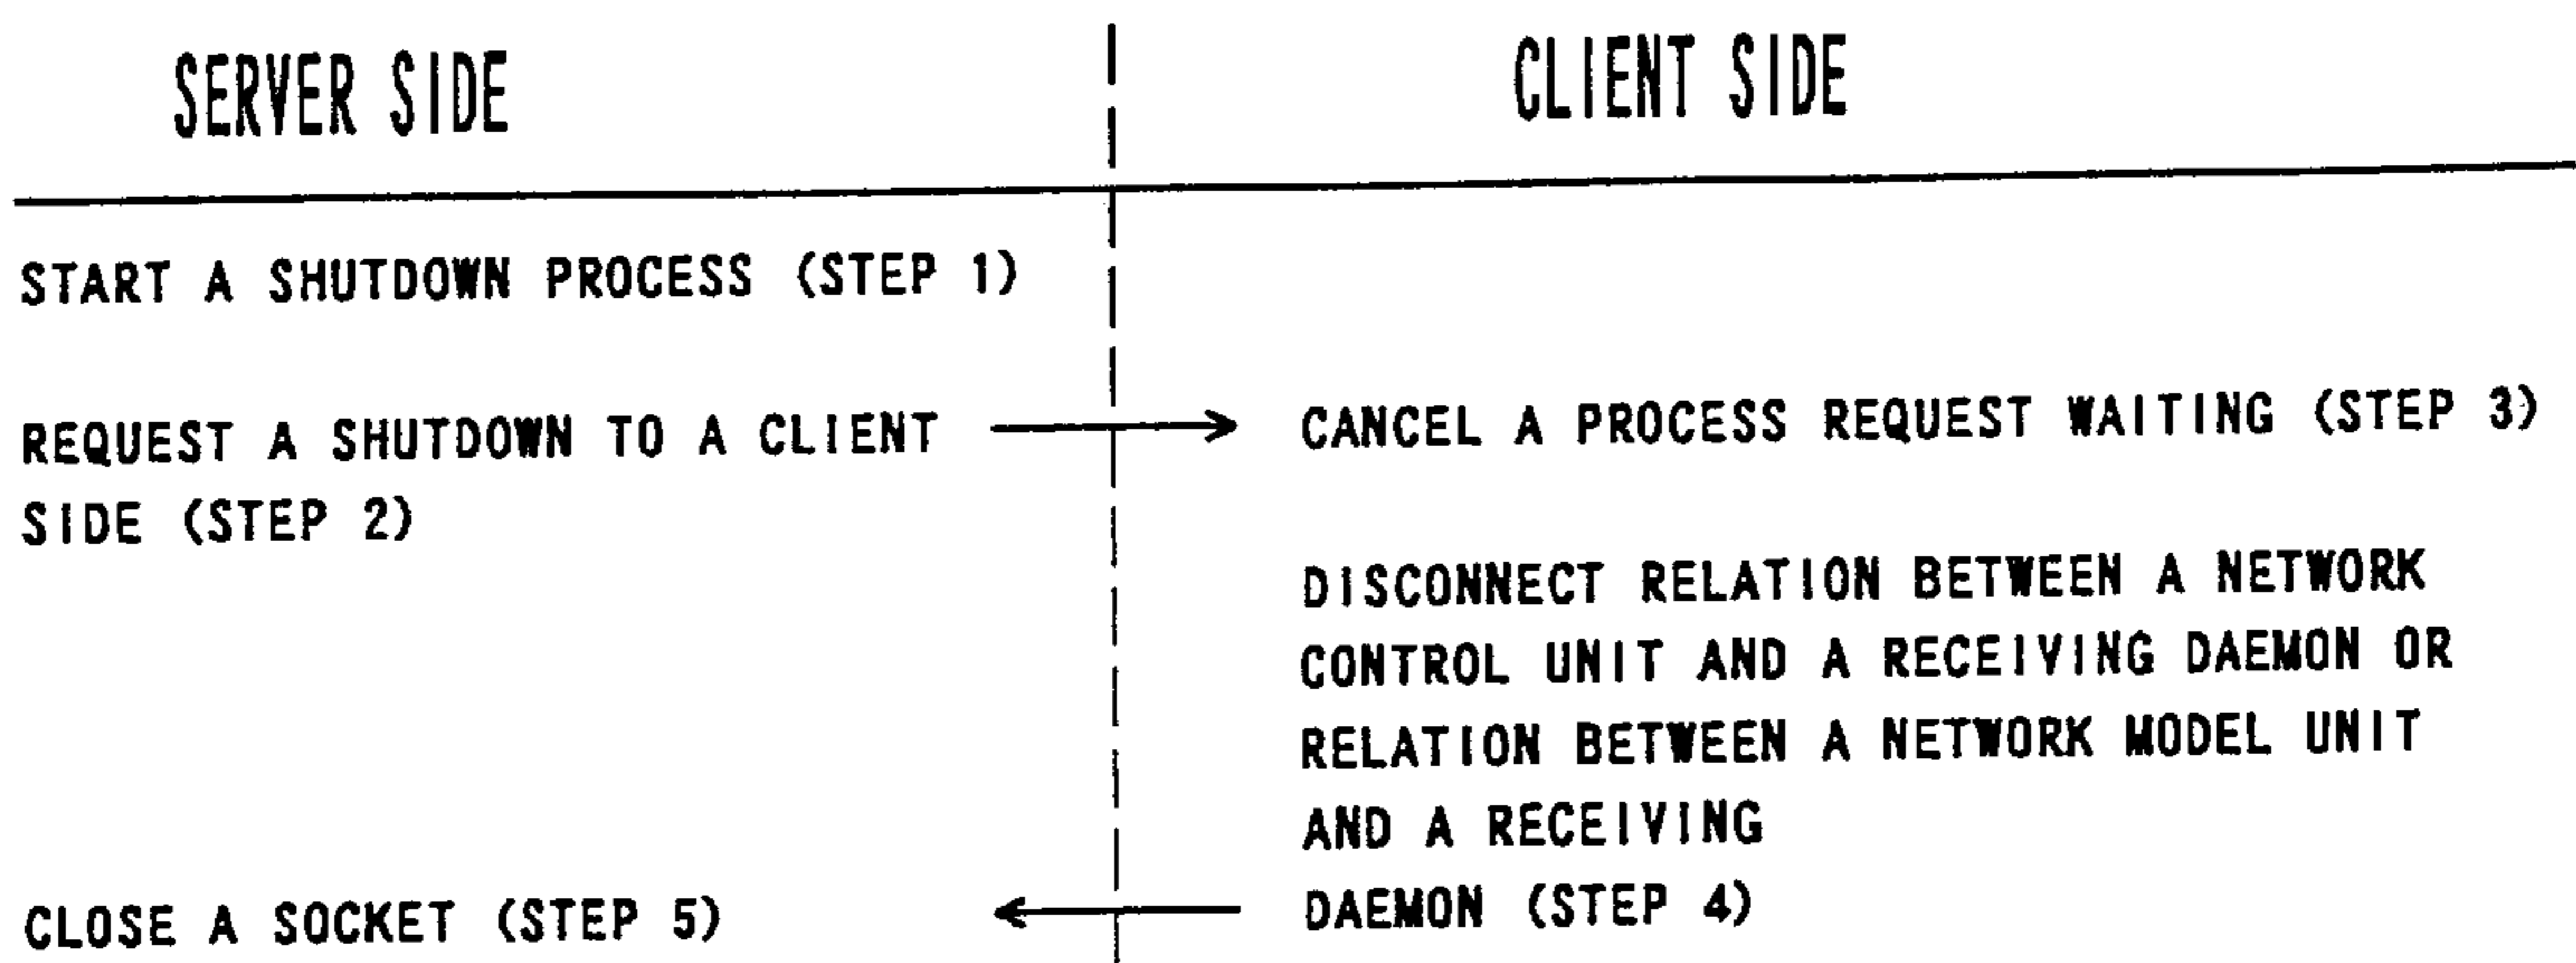 SERVER SIDE
CLIENT SIDE
START A SHUTDOWN PROCESS (STEP 1)
REQUEST A SHUTDOWN TO A CLIENT
SIDE (STEP 2)
CANCEL A PROCESS REQUEST WAITING (STEP 3)
DISCONNECT RELATION BETWEEN A NETWORK
CONTROL UNIT AND A RECEIVING DAEMON OR
RELATION BETWEEN A NETWORK MODEL UNIT
AND A RECEIVING
DAEMON (STEP 4)
CLOSE A SOCKET (STEP 5)